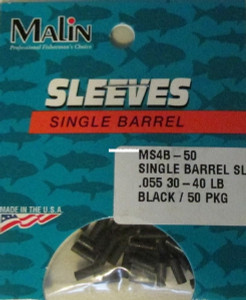 MALIN
Professional Fisherman's Choice
SLEEVES
SINGLE BARREL
MS4B-50
SINGLE BARREL SL
.055 30-40 LB
BLACK / 50 PKG
MADE IN THE U.S.A.